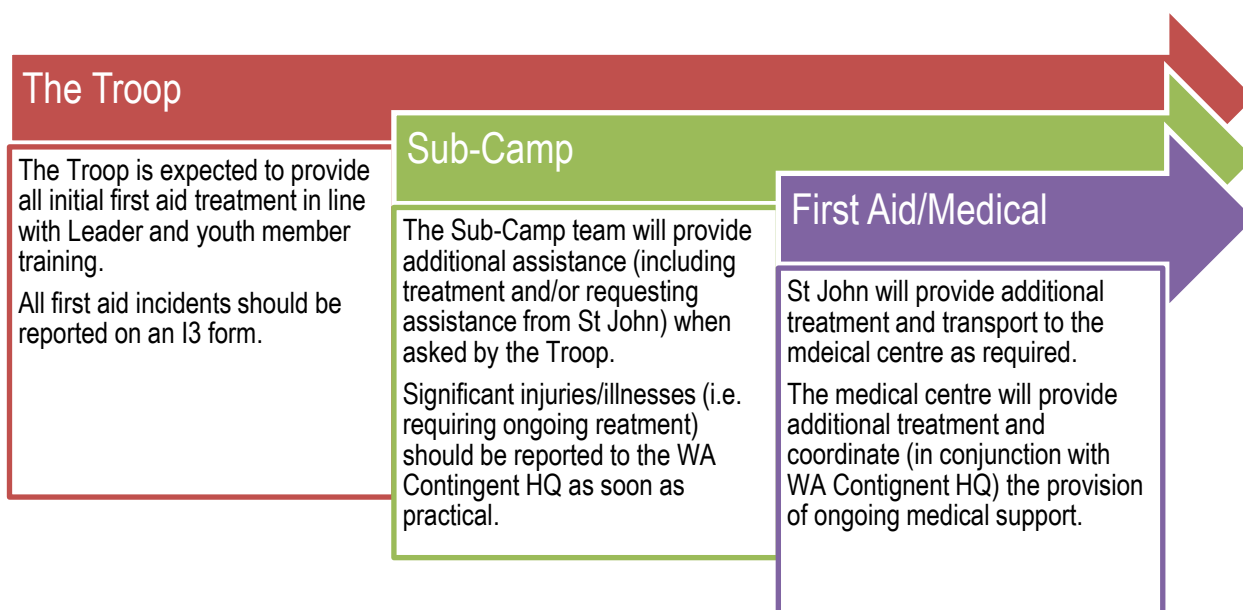 The Troop
The Troop is expected to provide
all initial first aid treatment in line
with Leader and youth member
training.
All first aid incidents should be
reported on an I3 form.
Sub-Camp
The Sub-Camp team will provide
additional assistance (including
treatment and/or requesting
assistance from St John) when
asked by the Troop.
Significant injuries/illnesses (i.e.
requiring ongoing reatment)
should be reported to the WA
Contingent HQ as soon as
practical.
First Aid/Medical
St John will provide additional
treatment and transport to the
mdeical centre as required.
The medical centre will provide
additional treatment and
coordinate (in conjunction with
WA Contignent HQ) the provision
of ongoing medical support.